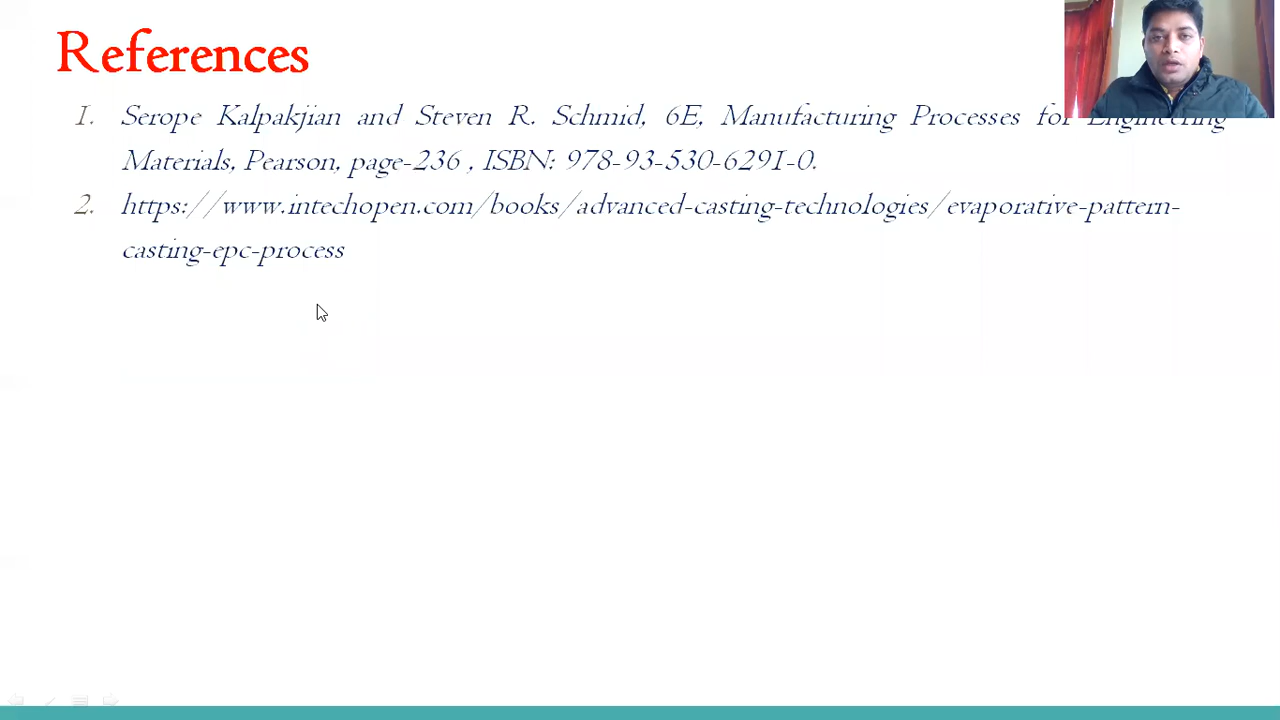 References
1. Serope Kalpakjian and Steven R. Schmid, 6E, Manufacturing Processes for Engineering
Materials, Pearson, page-236 , ISBN: 978-93-530-6291-0.
2. https://www.intechopen.com/books/advanced-casting-technologies/evaporative-pattern-
casting-epc-process